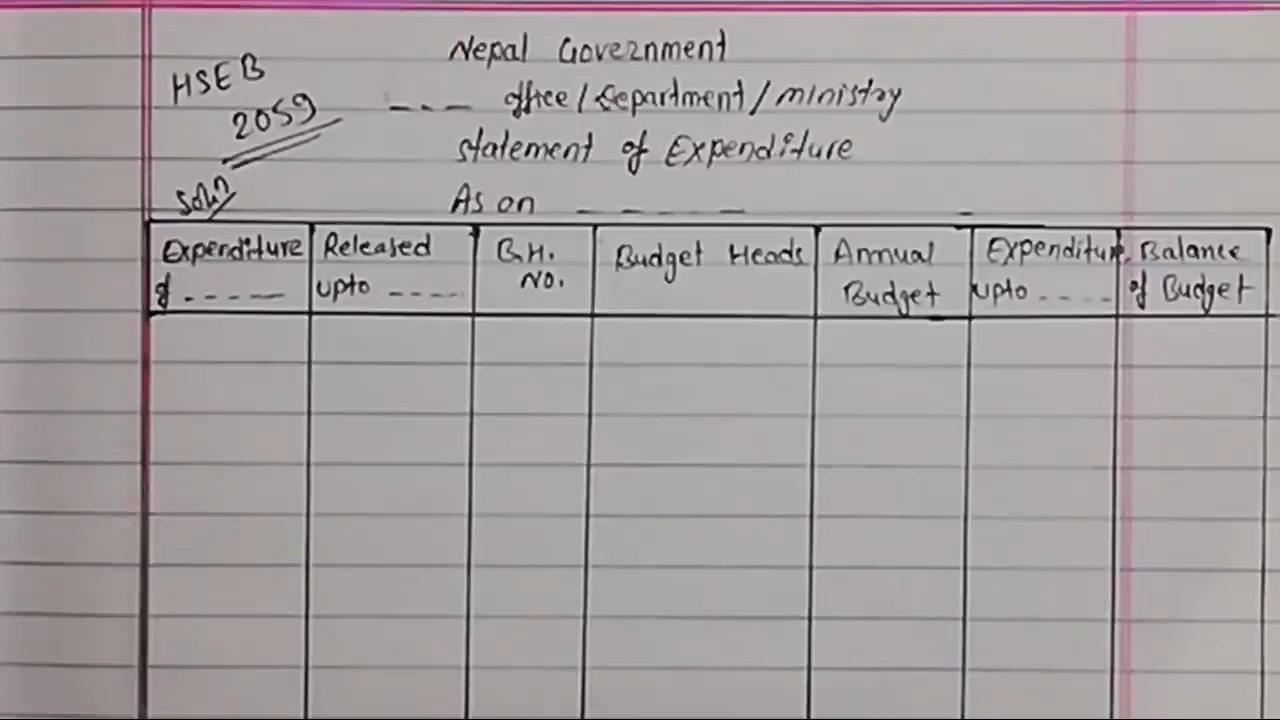 Nepal Government
HSEB
2059
--- office/Department/ministry
statement of Expenditure
Soln
As on ------
Expenditure of ----- | Released upto ---- | B.H. No. | Budget Heads | Annual Budget | Expenditure upto ---- | Balance of Budget